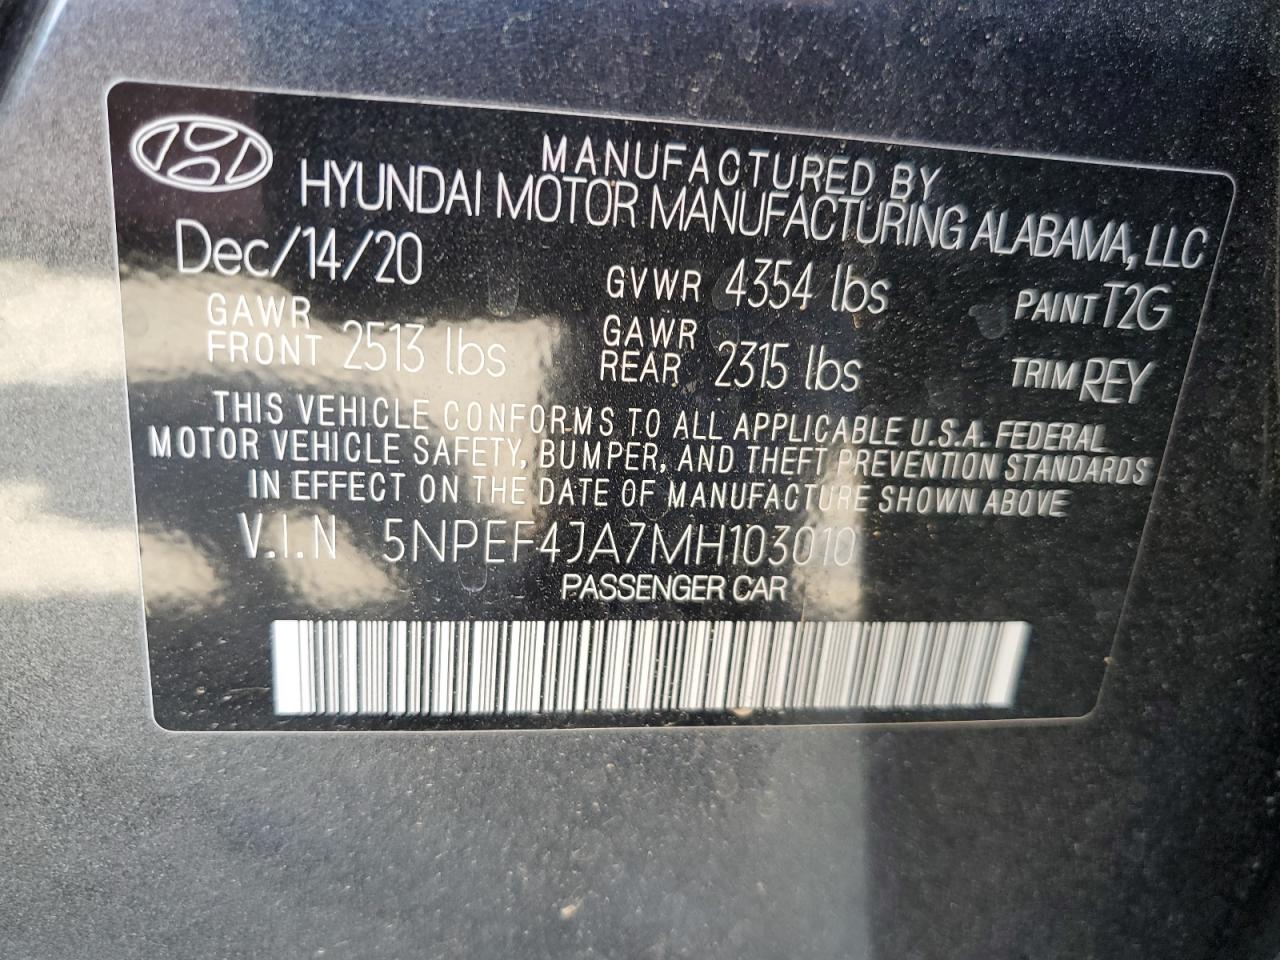 MANUFACTURED BY
HYUNDAI MOTOR MANUFACTURING ALABAMA, LLC
Dec/14/20 GVWR 4354 lbs PAINT T2G
GAWR FRONT 2513 lbs GAWR REAR 2315 lbs TRIM REY
THIS VEHICLE CONFORMS TO ALL APPLICABLE U.S.A. FEDERAL
MOTOR VEHICLE SAFETY, BUMPER, AND THEFT PREVENTION STANDARDS
IN EFFECT ON THE DATE OF MANUFACTURE SHOWN ABOVE
V.I.N 5NPEF4JA7MH103010
PASSENGER CAR